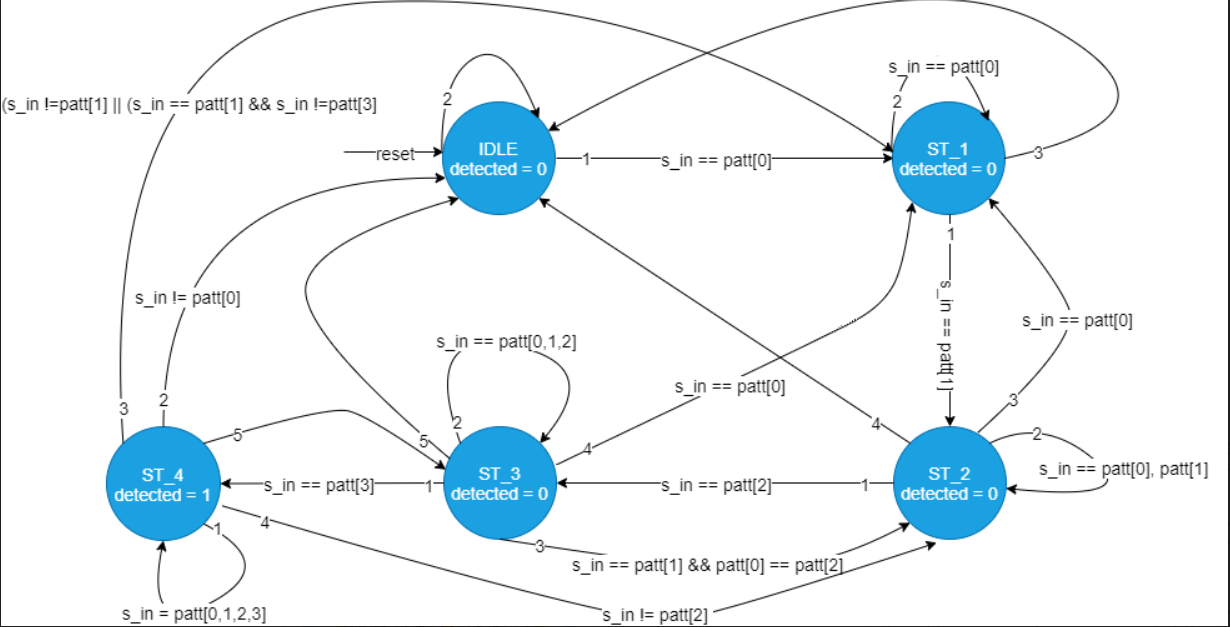 s_in == patt[0]
2
2
(s_in !=patt[1] || (s_in == patt[1] && s_in !=patt[3]
reset
IDLE
detected = 0
1
s_in == patt[0]
ST_1
detected = 0
3
1
s_in == patt[1]
s_in != patt[0]
s_in == patt[0]
s_in == patt[0,1,2]
s_in == patt[0]
3
2
3
4
2
5
5
2
4
ST_4
detected = 1
s_in == patt[3]
1
ST_3
detected = 0
s_in == patt[2]
1
ST_2
detected = 0
s_in == patt[0], patt[1]
1
4
3
s_in == patt[1] && patt[0] == patt[2]
s_in = patt[0,1,2,3]
s_in != patt[2]